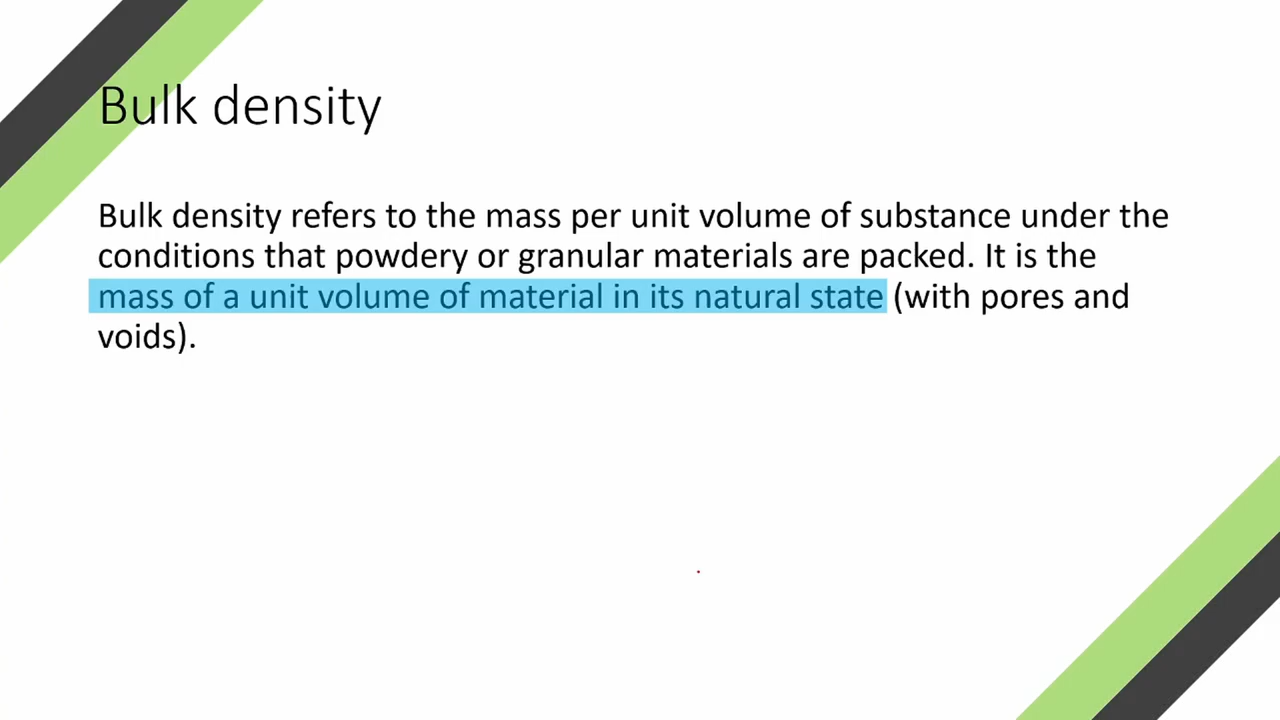 Bulk density
Bulk density refers to the mass per unit volume of substance under the
conditions that powdery or granular materials are packed. It is the
mass of a unit volume of material in its natural state (with pores and
voids).